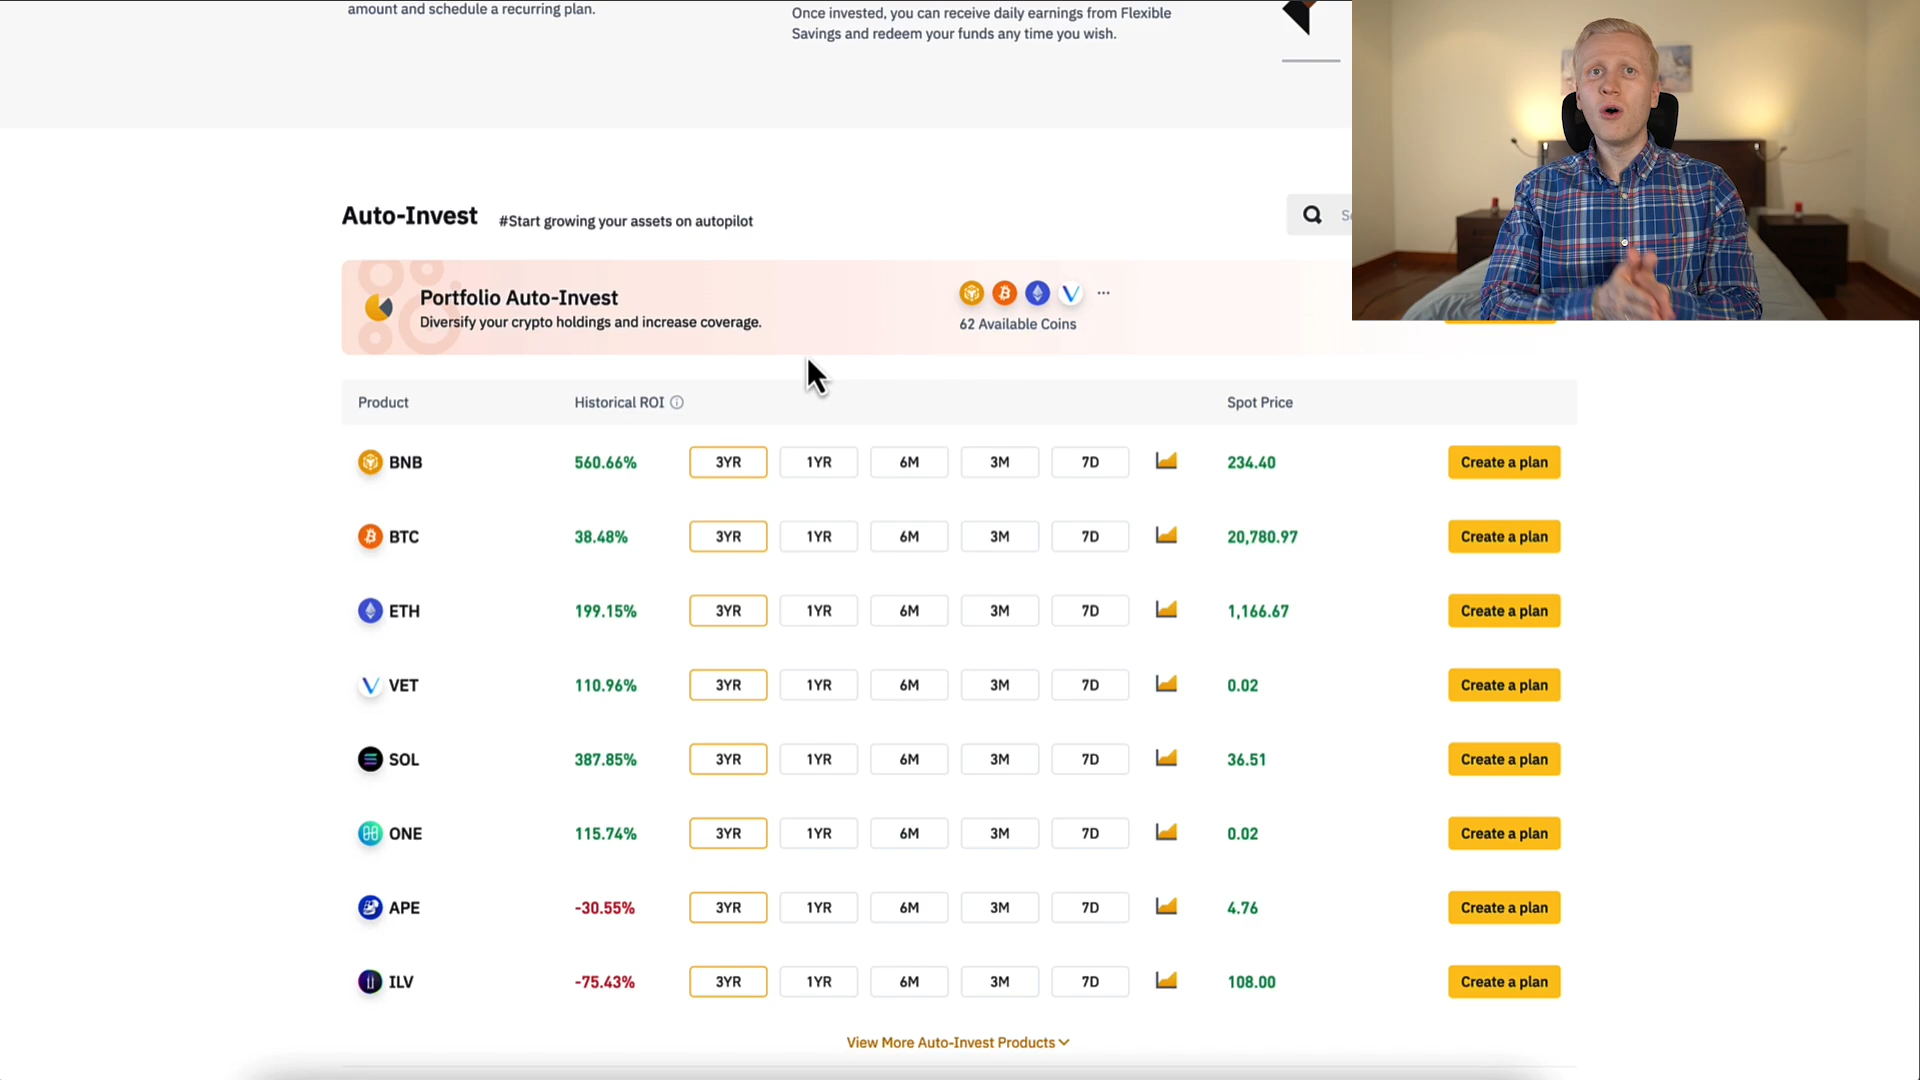 amount and schedule a recurring plan.
Once invested, you can receive daily earnings from Flexible
Savings and redeem your funds any time you wish.
Auto-Invest #Start growing your assets on autopilot
Portfolio Auto-Invest
Diversify your crypto holdings and increase coverage.
62 Available Coins
Product Historical ROI Spot Price
BNB 560.66% 3YR 1YR 6M 3M 7D 234.40 Create a plan
BTC 38.48% 3YR 1YR 6M 3M 7D 20,780.97 Create a plan
ETH 199.15% 3YR 1YR 6M 3M 7D 1,166.67 Create a plan
VET 110.96% 3YR 1YR 6M 3M 7D 0.02 Create a plan
SOL 387.85% 3YR 1YR 6M 3M 7D 36.51 Create a plan
ONE 115.74% 3YR 1YR 6M 3M 7D 0.02 Create a plan
APE -30.55% 3YR 1YR 6M 3M 7D 4.76 Create a plan
ILV -75.43% 3YR 1YR 6M 3M 7D 108.00 Create a plan
View More Auto-Invest Products